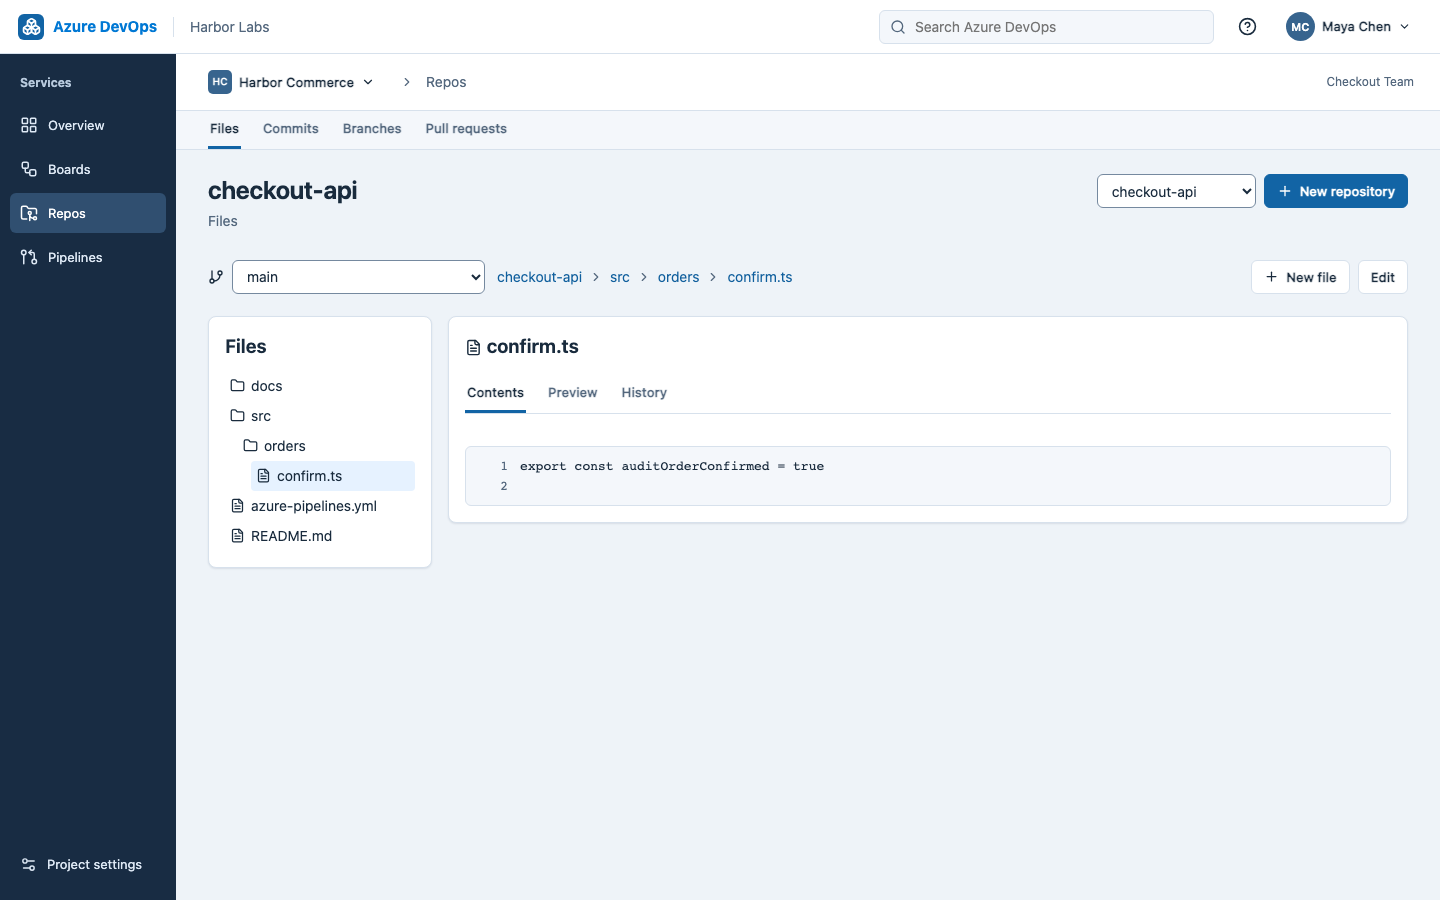 Azure DevOps
Harbor Labs
Search Azure DevOps
MC
Maya Chen
Services
Overview
Boards
Repos
Pipelines
Project settings
HC
Harbor Commerce
Repos
Checkout Team
Files
Commits
Branches
Pull requests
checkout-api
Files
checkout-api
New repository
main
checkout-api
src
orders
confirm.ts
New file
Edit
Files
docs
src
orders
confirm.ts
azure-pipelines.yml
README.md
confirm.ts
Contents
Preview
History
1 export const auditOrderConfirmed = true
2